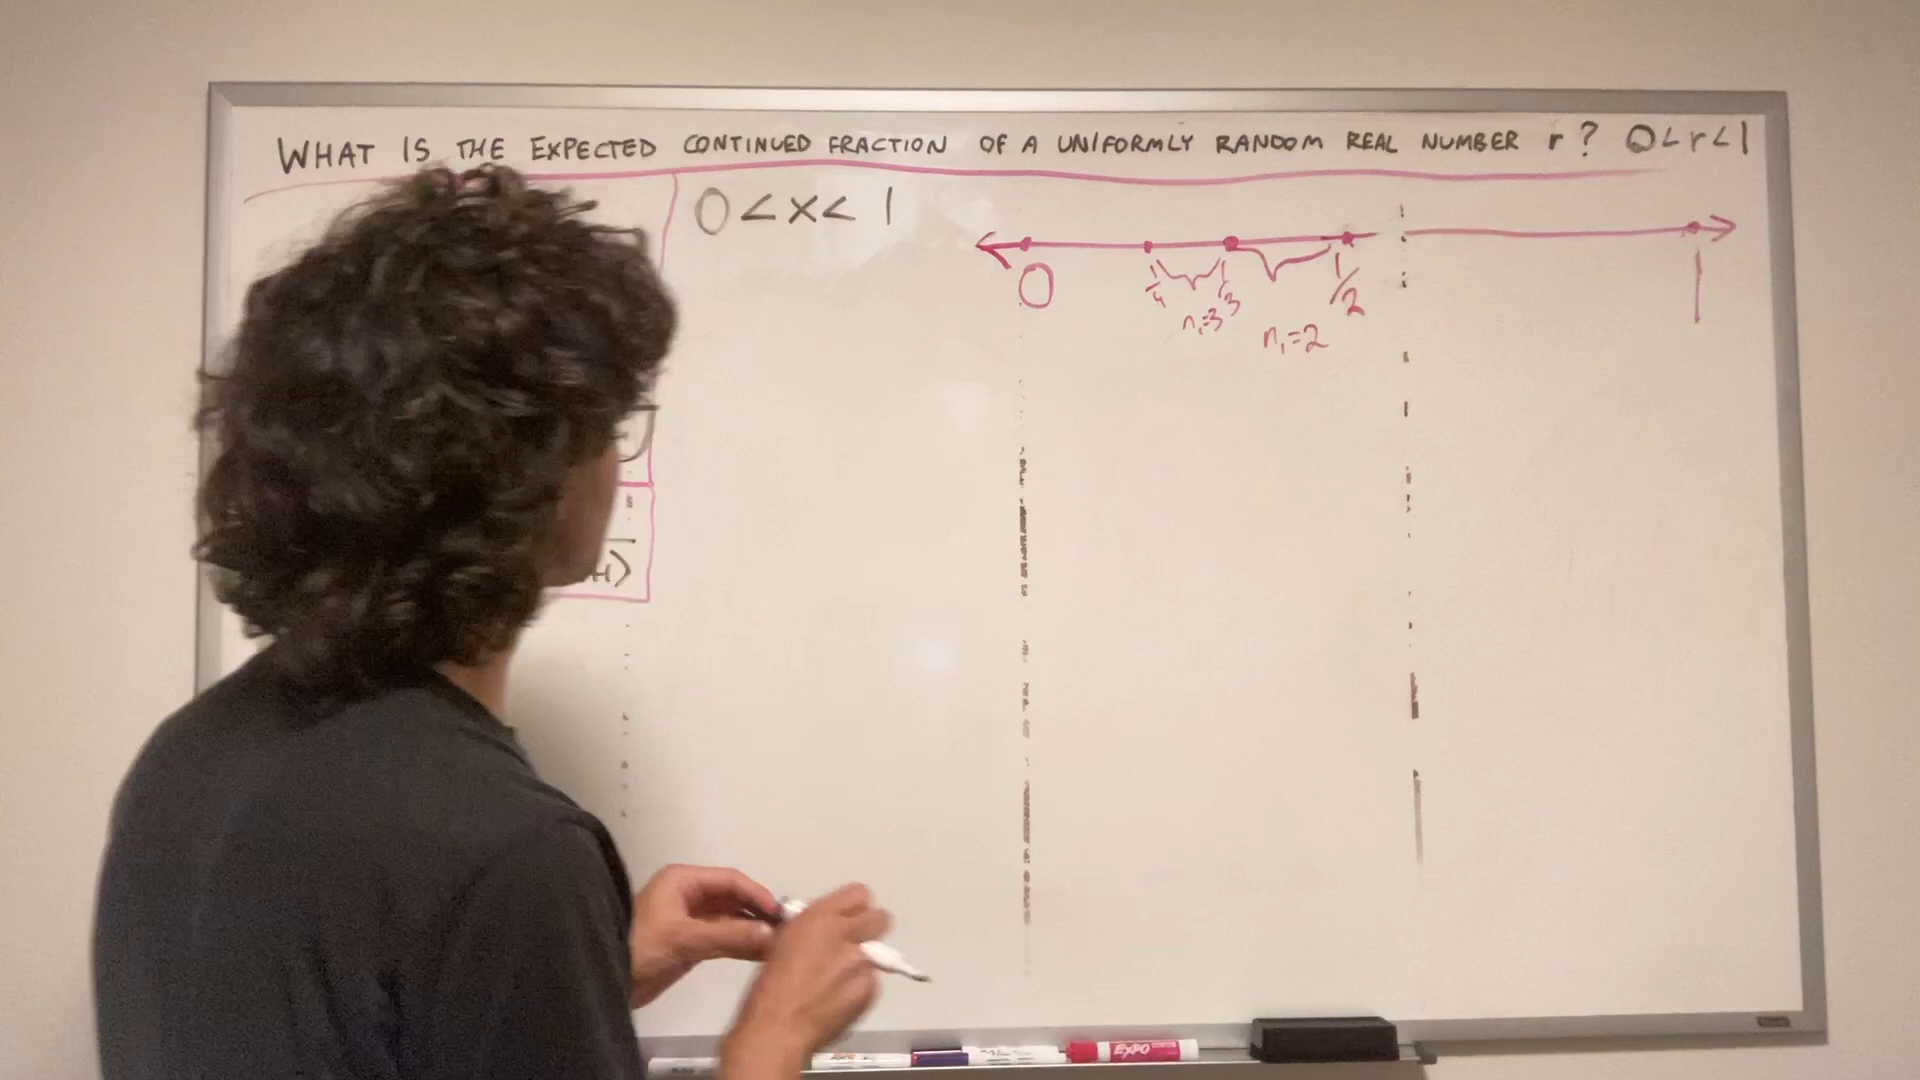 WHAT IS THE EXPECTED CONTINUED FRACTION OF A UNIFORMLY RANDOM REAL NUMBER r? 0<r<1
0<x<1
0 1/4 1/3 1/2 1
n₁=3 n₁=2
EXPO